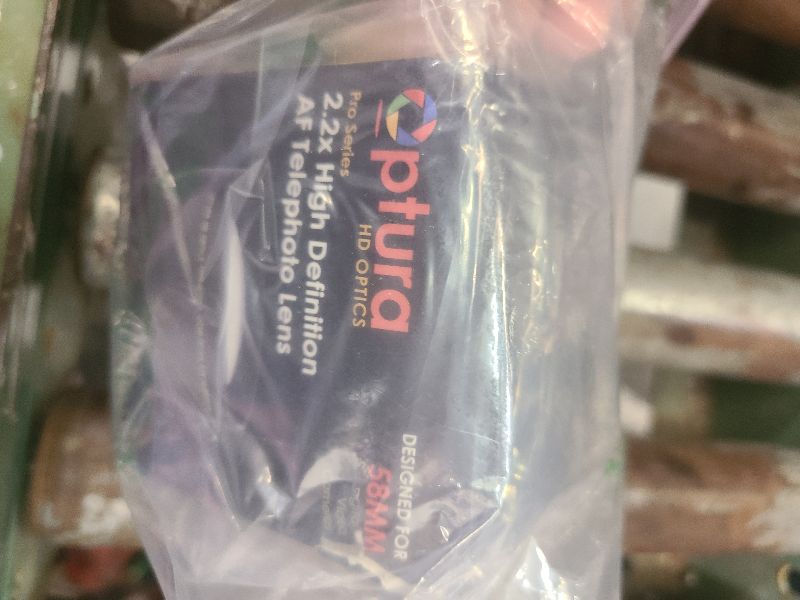 Optura
HD OPTICS
Pro Series
2.2x High Definition
AF Telephoto Lens
DESIGNED FOR
58MM